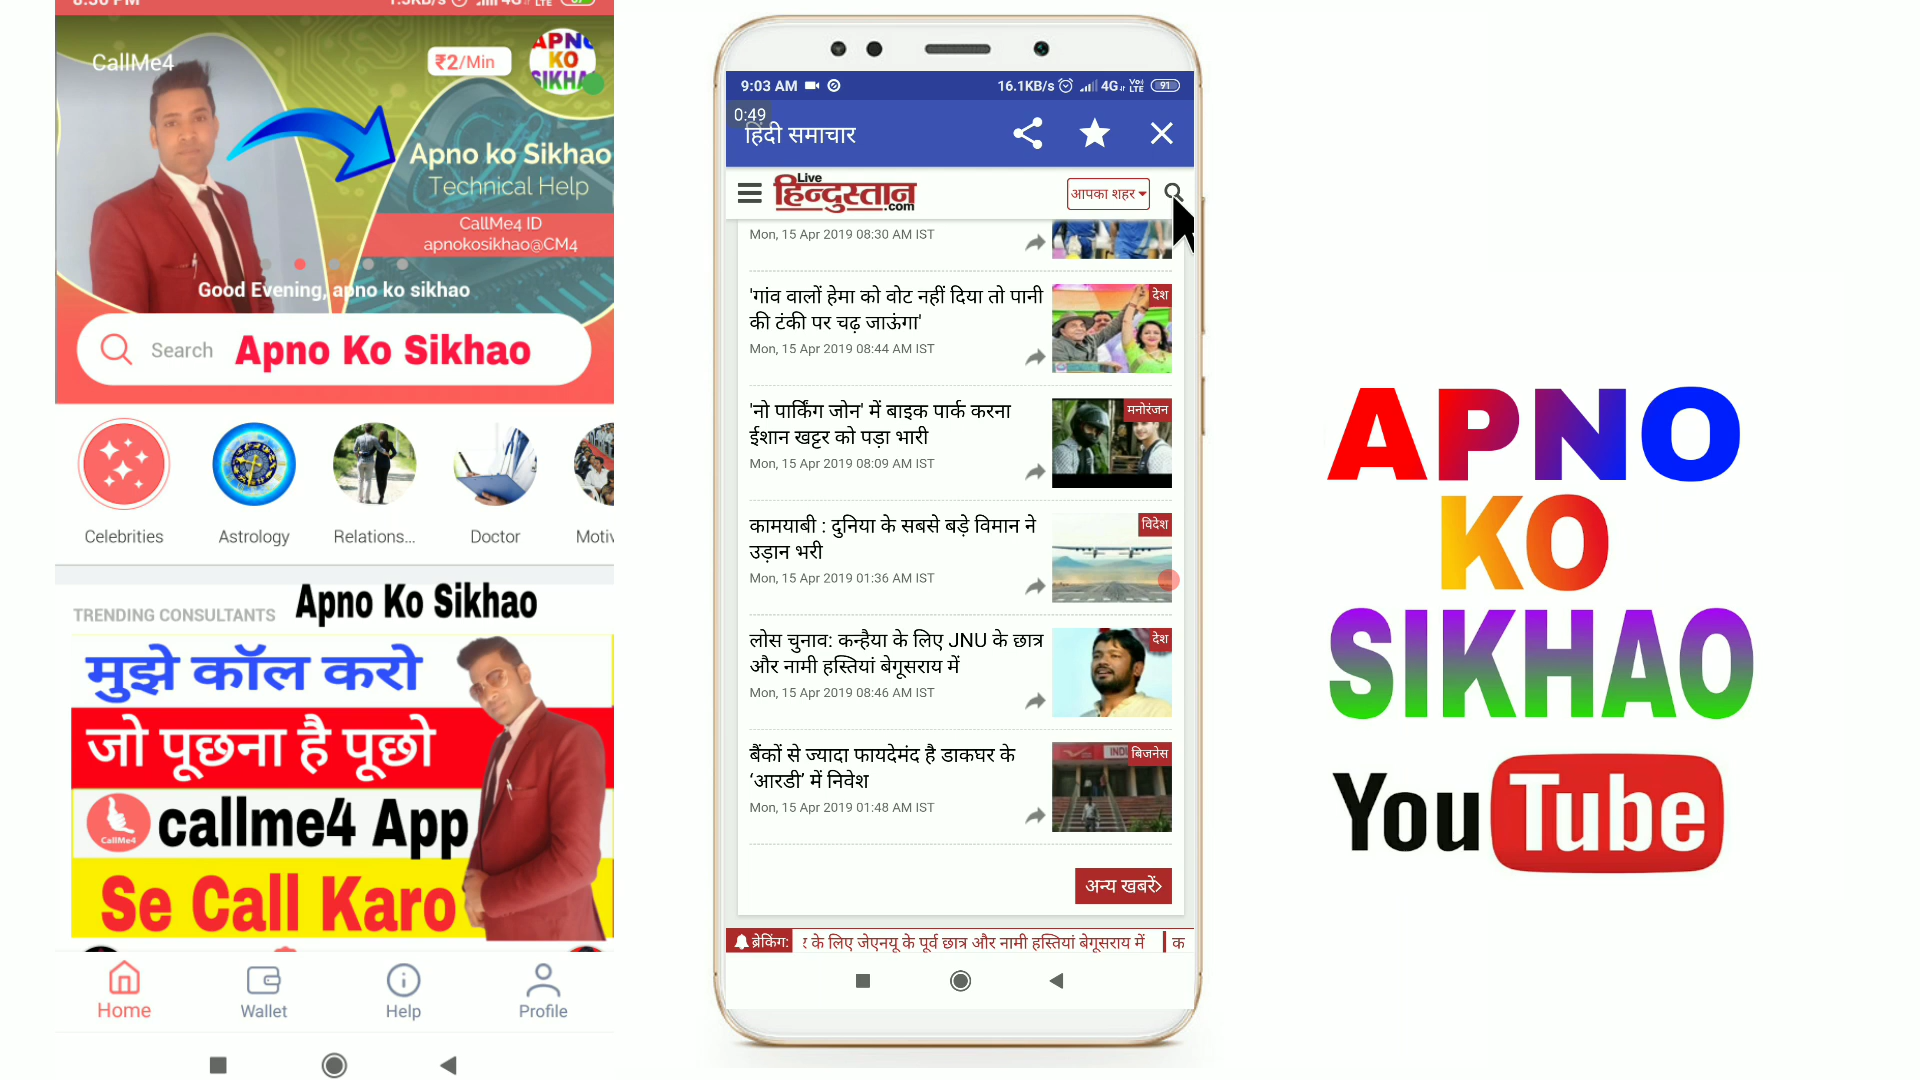 CallMe4
₹2/Min
APNO
KO
SIKHA
Apno ko Sikhao
Technical Help
CallMe4 ID
apnokosikhao@CM4
Good Evening, apno ko sikhao
Search Apno Ko Sikhao
Celebrities Astrology Relations... Doctor Motiv
TRENDING CONSULTANTS Apno Ko Sikhao
मुझे कॉल करो
जो पूछना है पूछो
CallMe4 callme4 App
Se Call Karo
Home Wallet Help Profile
9:03 AM 16.1KB/s 4G Vo) LTE 91
0:49
हिंदी समाचार
Live
हिन्दुस्तान
.com
आपका शहर
Mon, 15 Apr 2019 08:30 AM IST
'गांव वालों हेमा को वोट नहीं दिया तो पानी
की टंकी पर चढ़ जाऊंगा'
देश
Mon, 15 Apr 2019 08:44 AM IST
'नो पार्किंग जोन' में बाइक पार्क करना
ईशान खट्टर को पड़ा भारी
मनोरंजन
Mon, 15 Apr 2019 08:09 AM IST
कामयाबी : दुनिया के सबसे बड़े विमान ने
उड़ान भरी
विदेश
Mon, 15 Apr 2019 01:36 AM IST
लोस चुनाव: कन्हैया के लिए JNU के छात्र
और नामी हस्तियां बेगूसराय में
देश
Mon, 15 Apr 2019 08:46 AM IST
बैंकों से ज्यादा फायदेमंद है डाकघर के
‘आरडी’ में निवेश
बिजनेस
Mon, 15 Apr 2019 01:48 AM IST
अन्य खबरें
ब्रेकिंग: र के लिए जेएनयू के पूर्व छात्र और नामी हस्तियां बेगूसराय में क
APNO
KO
SIKHAO
YouTube